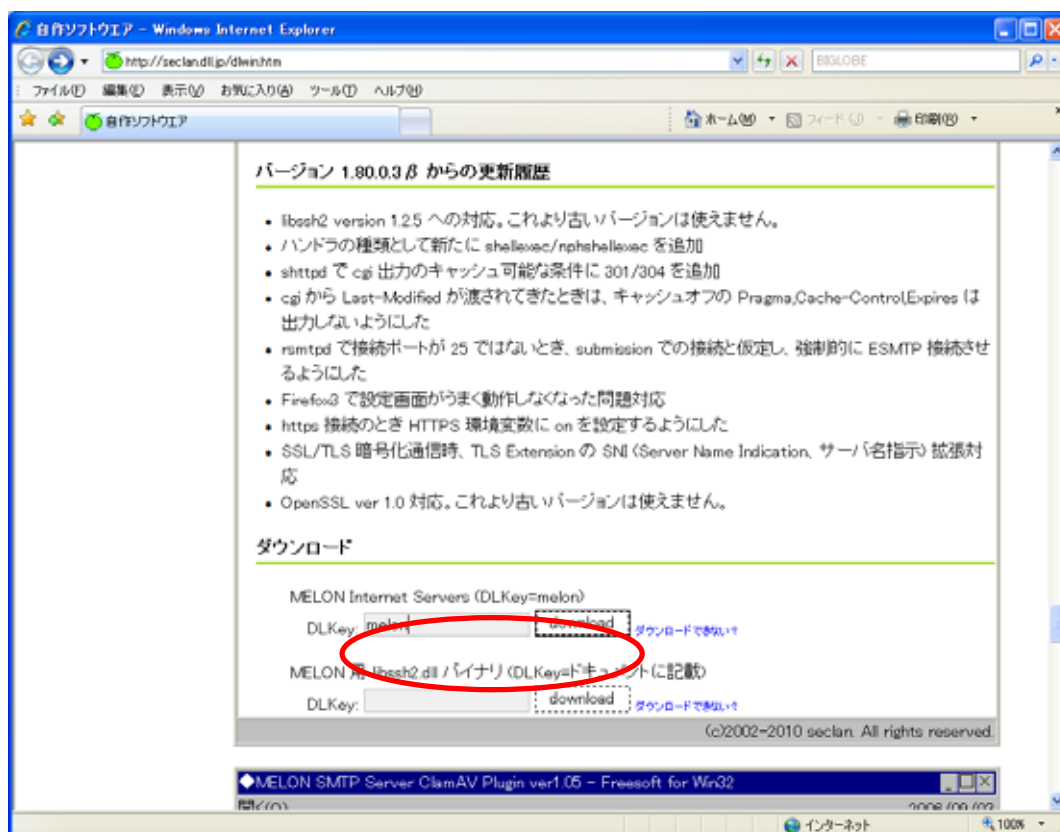 自作ソフトウエア - Windows Internet Explorer
http://seclan.dll.jp/dlwin.htm
BIGLOBE
ファイル(F) 編集(E) 表示(V) お気に入り(A) ツール(T) ヘルプ(H)
自作ソフトウエア
ホーム(M) フィード(J) 印刷(R)
バージョン 1.80.0.3β からの更新履歴
libssh2 version 1.2.5 への対応。これより古いバージョンは使えません。
ハンドラの種類として新たに shellexec/nphshellexec を追加
shttpd で cgi 出力のキャッシュ可能な条件に 301/304 を追加
cgi から Last-Modified が渡されてきたときは、キャッシュオフの Pragma,Cache-Control,Expires は
出力しないようにした
rsmtpd で接続ポートが 25 ではないとき、submission での接続と仮定し、強制的に ESMTP 接続させ
るようにした
Firefox3 で設定画面がうまく動作しなくなった問題対応
https 接続のとき HTTPS 環境変数に on を設定するようにした
SSL/TLS 暗号化通信時、TLS Extension の SNI (Server Name Indication、サーバ名指示) 拡張対
応
OpenSSL ver 1.0 対応。これより古いバージョンは使えません。
ダウンロード
MELON Internet Servers (DLKey=melon)
DLKey: melon download ダウンロードできない?
MELON 用 libssh2.dll バイナリ (DLKey=ドキュメントに記載)
DLKey: download ダウンロードできない?
(c)2002-2010 seclan. All rights reserved.
◆MELON SMTP Server ClamAV Plugin ver1.05 - Freesoft for Win32
開く(O)
インターネット 100%